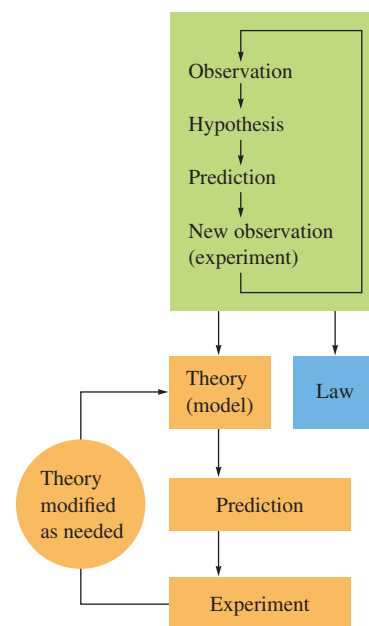 Observation
Hypothesis
Prediction
New observation
(experiment)
Theory
(model)
Law
Theory
modified
as needed
Prediction
Experiment